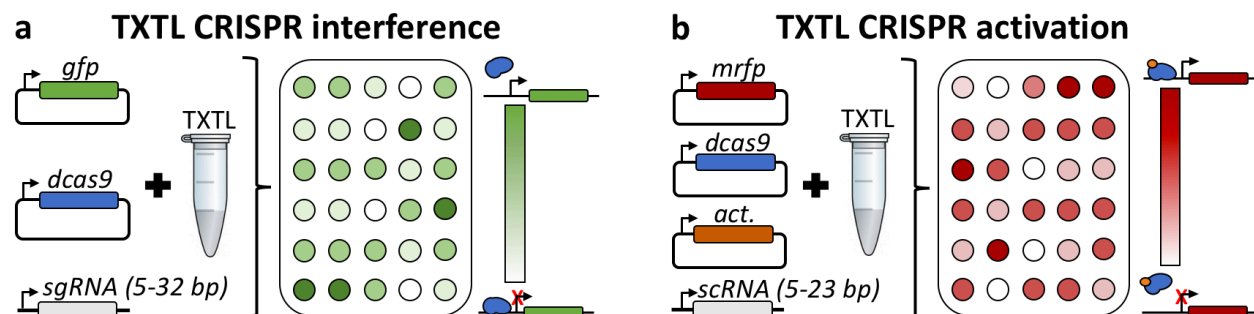 a TXTL CRISPR interference
gfp
TXTL
dcas9
sgRNA (5-32 bp)
X
b TXTL CRISPR activation
mrfp
TXTL
dcas9
act.
scRNA (5-23 bp)
X